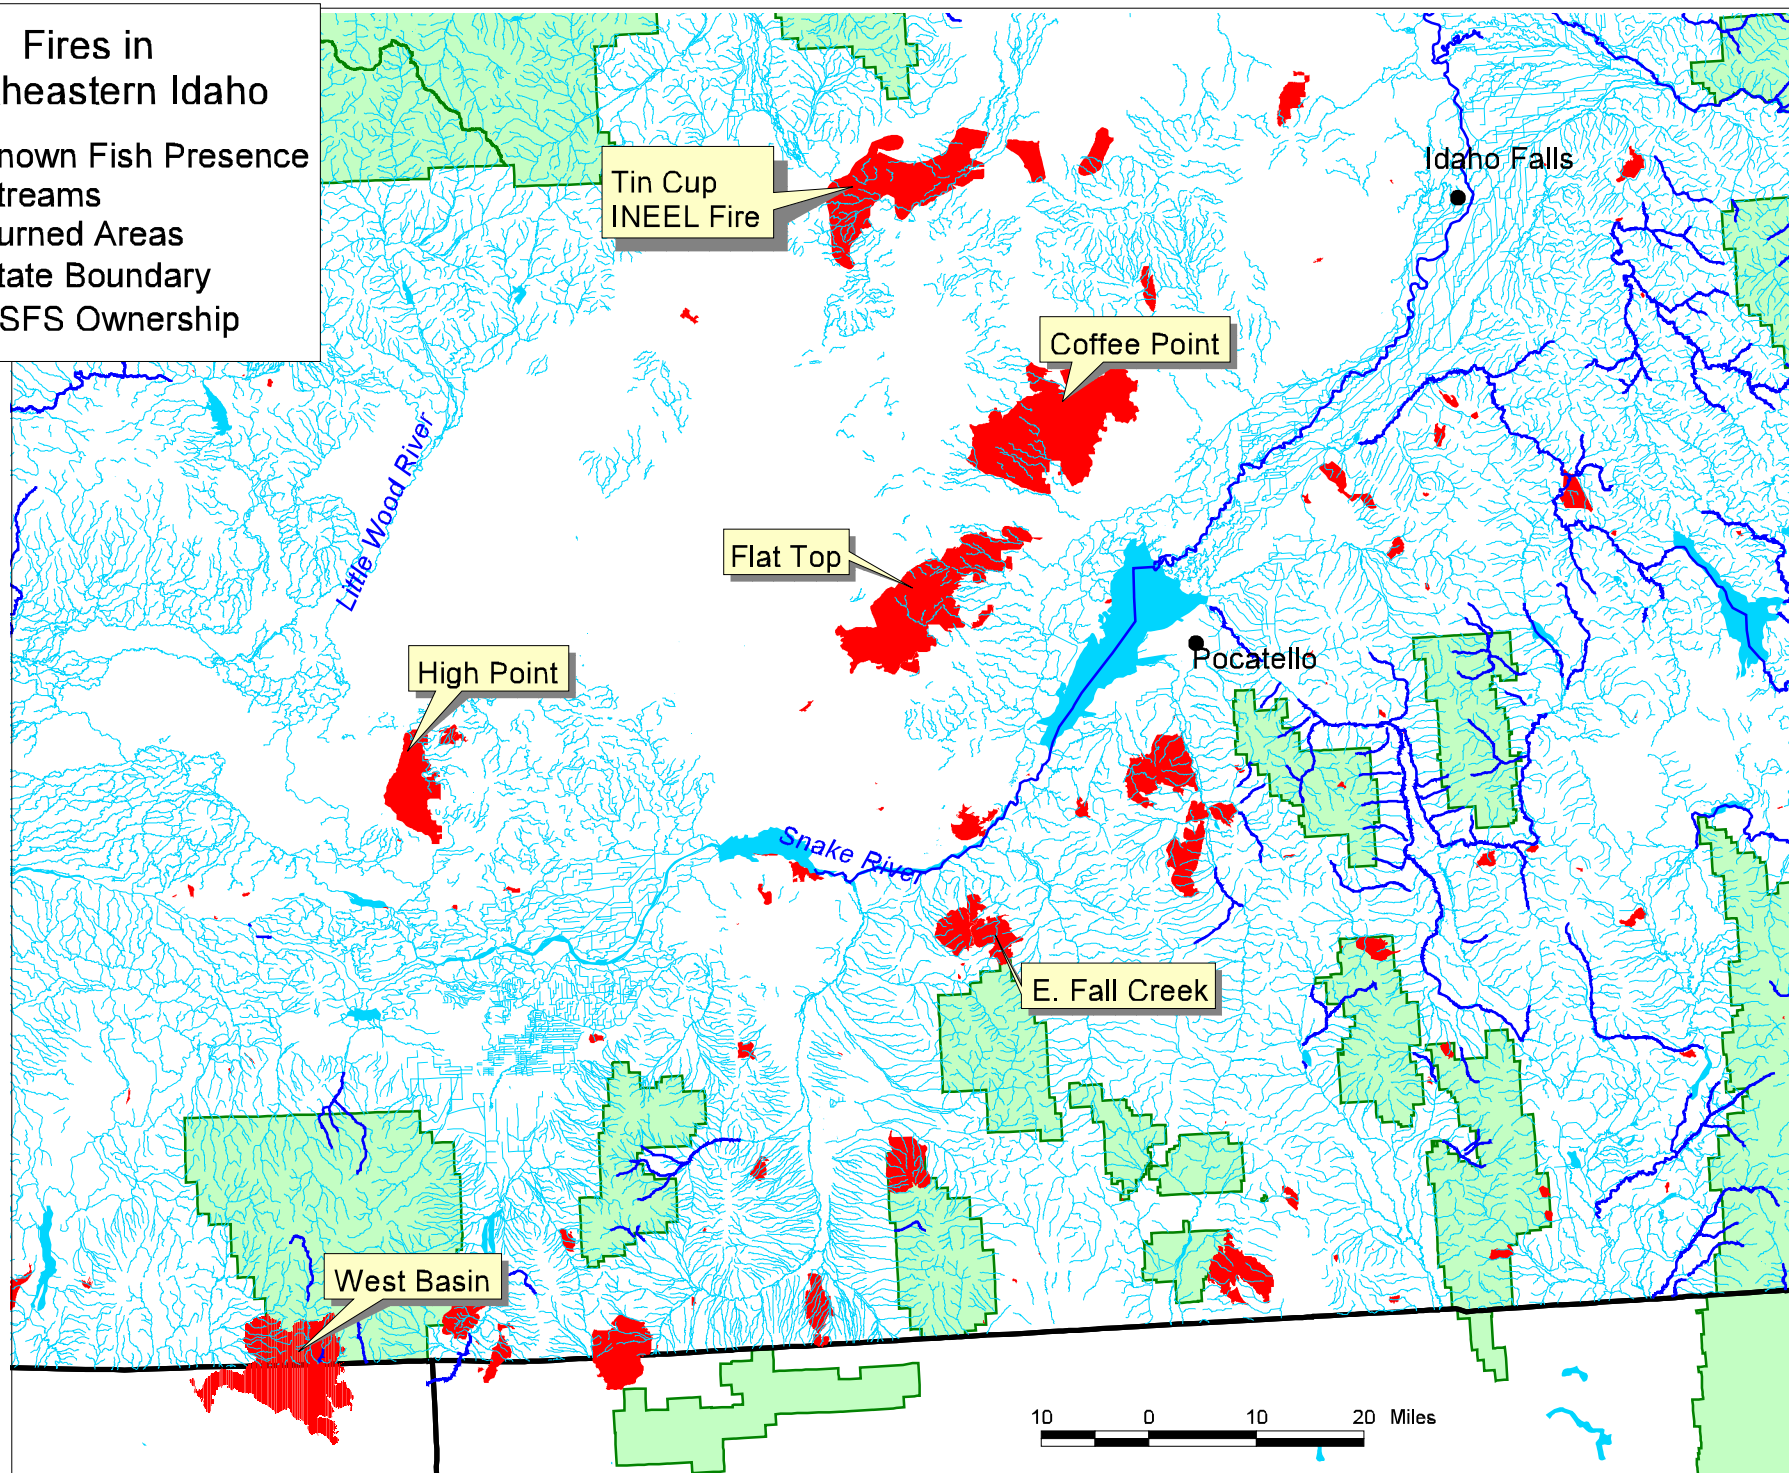 Fires in
heastern Idaho
nown Fish Presence
treams
urned Areas
tate Boundary
SFS Ownership
Tin Cup
INEEL Fire
Idaho Falls
Coffee Point
Little Wood River
Flat Top
Pocatello
High Point
Snake River
E. Fall Creek
West Basin
10 0 10 20 Miles